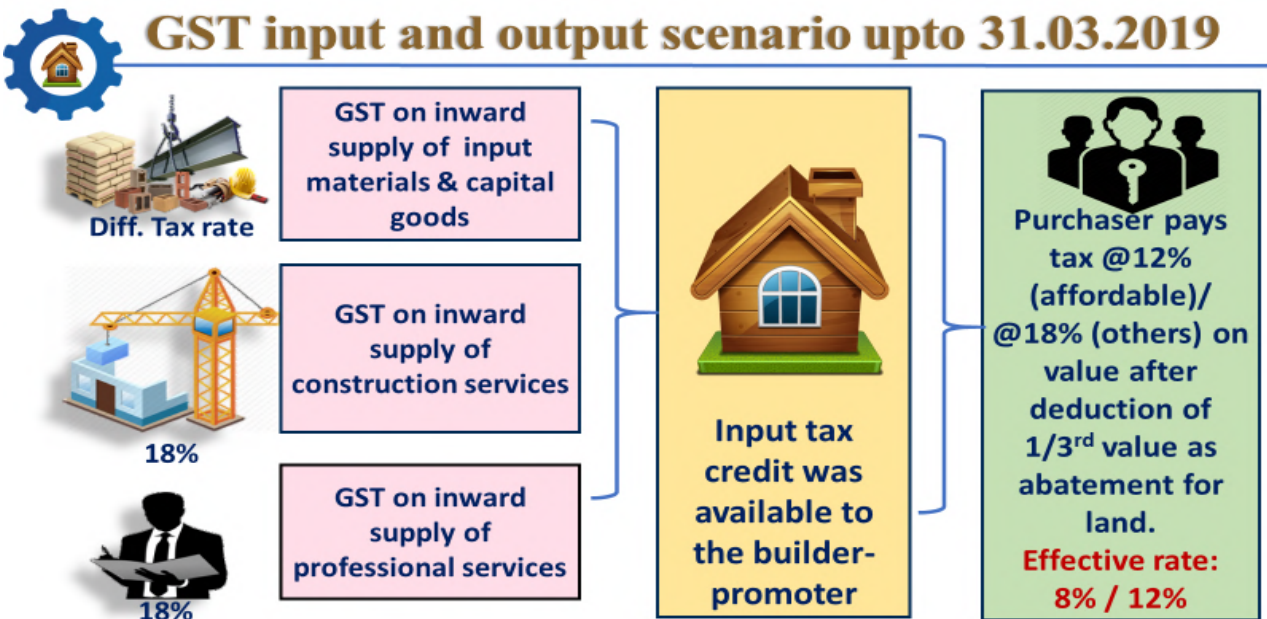 GST input and output scenario upto 31.03.2019
Diff. Tax rate
GST on inward
supply of input
materials & capital
goods
18%
GST on inward
supply of
construction services
18%
GST on inward
supply of
professional services
Input tax
credit was
available to
the builder-
promoter
Purchaser pays
tax @12%
(affordable)/
@18% (others) on
value after
deduction of
1/3rd value as
abatement for
land.
Effective rate:
8% / 12%